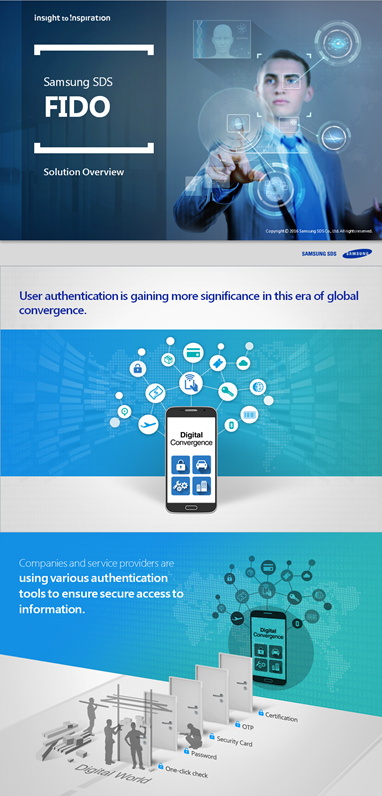 Insight to Inspiration
Samsung SDS
FIDO
Solution Overview
Copyright © 2016 Samsung SDS Co., Ltd. All rights reserved.
SAMSUNG SDS
SAMSUNG
User authentication is gaining more significance in this era of global
convergence.
Digital
Convergence
Companies and service providers are
using various authentication
tools to ensure secure access to
information.
Digital
Convergence
Certification
OTP
Security Card
Password
One-click check
Digital World